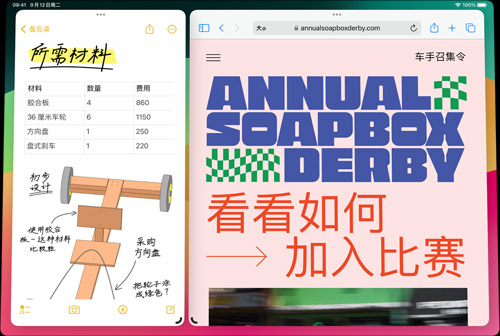 09:41 9月12日周二
100%
备忘录
所需材料
材料 数量 费用
胶合板 4 860
36 厘米车轮 6 1150
方向盘 1 250
盘式刹车 1 220
初步
设计
使用胶合
板-这种材料
比较轻
采购
方向盘
把轮子涂
成绿色？
大小 annualsoapboxderby.com
车手召集令
ANNUAL
SOAPBOX
DERBY
看看如何
加入比赛